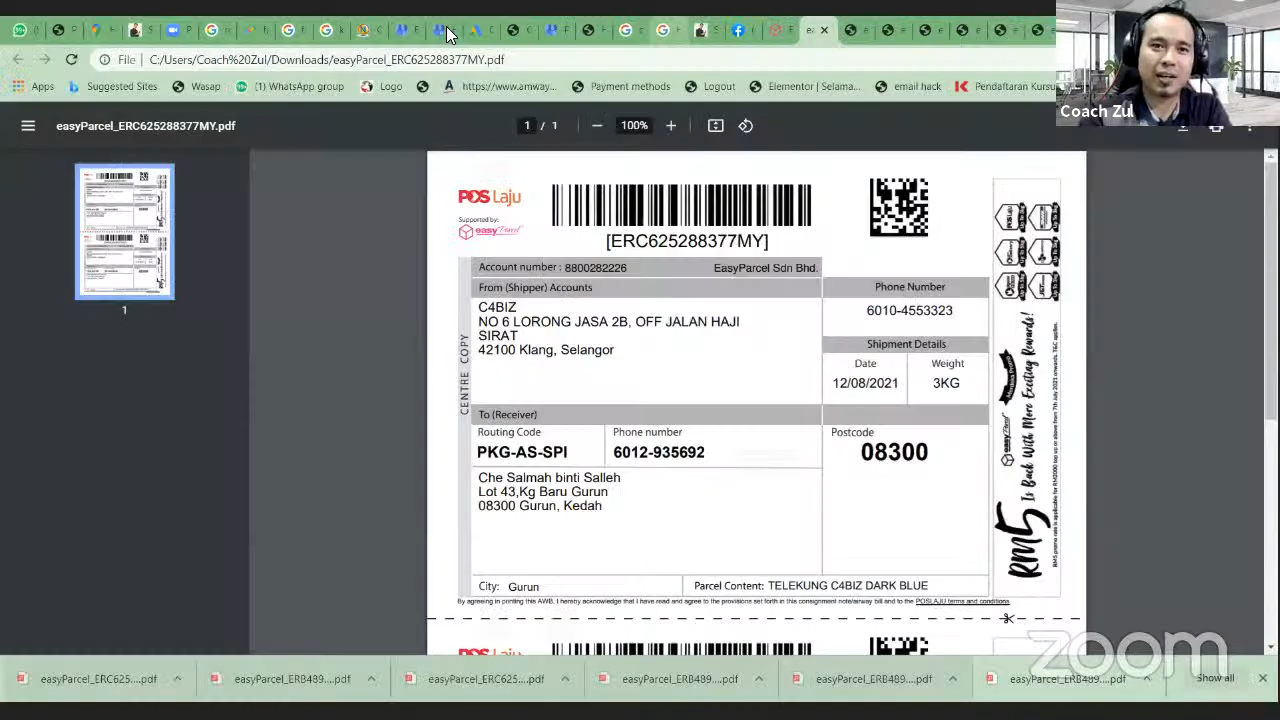 File
C:/Users/Coach%20Zul/Downloads/easyParcel_ERC625288377MY.pdf
Apps
Suggested Sites
Wasap
(1) WhatsApp group
Logo
https://www.amway...
Payment methods
Logout
Elementor | Selama...
email hack
Pendaftaran Kursu
Coach Zul
easyParcel_ERC625288377MY.pdf
1 / 1
100%
1
POS Laju
Supported by:
easyParcel
[ERC625288377MY]
Account number : 8800282226
EasyParcel Sdn Bhd.
From (Shipper) Accounts
Phone Number
C4BIZ
NO 6 LORONG JASA 2B, OFF JALAN HAJI
SIRAT
42100 Klang, Selangor
6010-4553323
Shipment Details
Date
Weight
12/08/2021
3KG
CENTRE COPY
To (Receiver)
Routing Code
Phone number
Postcode
PKG-AS-SPI
6012-935692
08300
Che Salmah binti Salleh
Lot 43,Kg Baru Gurun
08300 Gurun, Kedah
City: Gurun
Parcel Content: TELEKUNG C4BIZ DARK BLUE
By agreeing in printing this AWB, I hereby acknowledge that I have read and agree to the provisions set forth in this consignment note/airway bill and to the POSLAJU terms and conditions
easyParcel
RM5 Is Back With More Exciting Rewards!
POS Laju
zoom
easyParcel_ERC625....pdf
easyParcel_ERB489....pdf
easyParcel_ERC625....pdf
easyParcel_ERB489....pdf
easyParcel_ERB489....pdf
easyParcel_ERB489....pdf
Show all